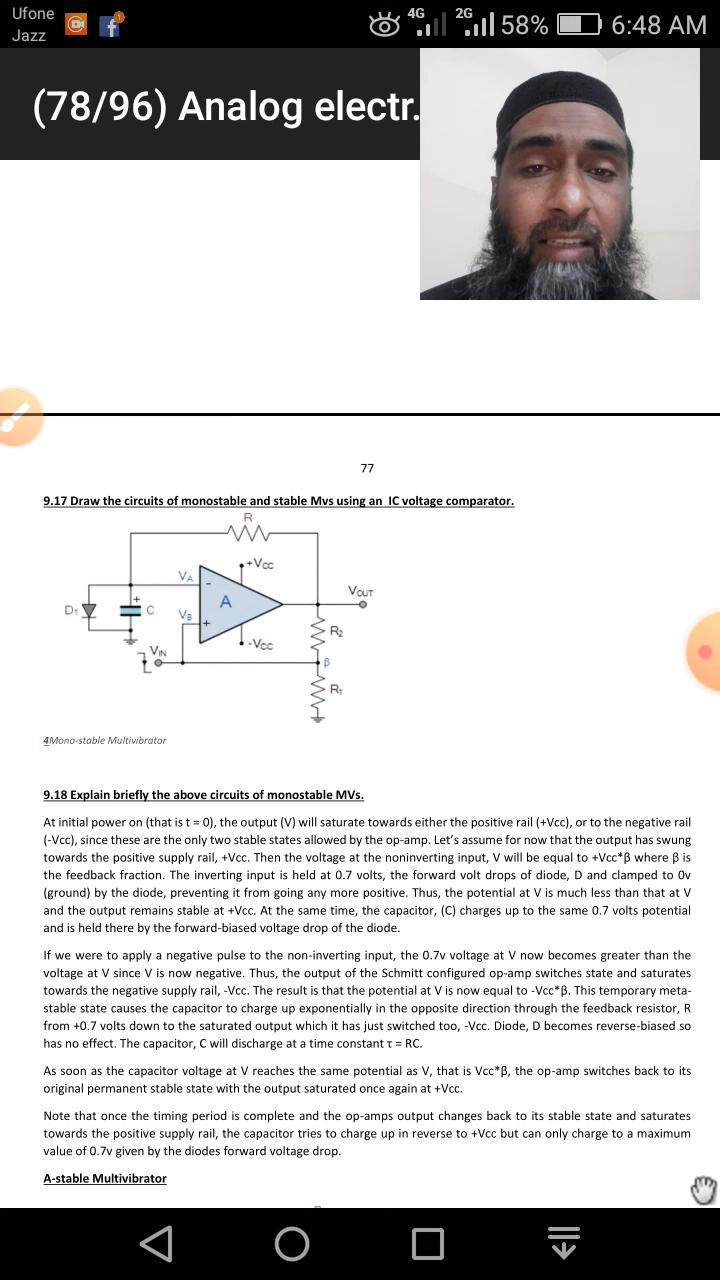 Ufone
Jazz
1
4G
2G
58%
6:48 AM
(78/96) Analog electr.
77
9.17 Draw the circuits of monostable and stable Mvs using an IC voltage comparator.
R
+Vcc
VA
-
VOUT
D1
+
C
A
VB
+
R2
-Vcc
VIN
β
R1
4Mono-stable Multivibrator
9.18 Explain briefly the above circuits of monostable MVs.
At initial power on (that is t = 0), the output (V) will saturate towards either the positive rail (+Vcc), or to the negative rail
(-Vcc), since these are the only two stable states allowed by the op-amp. Let's assume for now that the output has swung
towards the positive supply rail, +Vcc. Then the voltage at the noninverting input, V will be equal to +Vcc*β where β is
the feedback fraction. The inverting input is held at 0.7 volts, the forward volt drops of diode, D and clamped to 0v
(ground) by the diode, preventing it from going any more positive. Thus, the potential at V is much less than that at V
and the output remains stable at +Vcc. At the same time, the capacitor, (C) charges up to the same 0.7 volts potential
and is held there by the forward-biased voltage drop of the diode.
If we were to apply a negative pulse to the non-inverting input, the 0.7v voltage at V now becomes greater than the
voltage at V since V is now negative. Thus, the output of the Schmitt configured op-amp switches state and saturates
towards the negative supply rail, -Vcc. The result is that the potential at V is now equal to -Vcc*β. This temporary meta-
stable state causes the capacitor to charge up exponentially in the opposite direction through the feedback resistor, R
from +0.7 volts down to the saturated output which it has just switched too, -Vcc. Diode, D becomes reverse-biased so
has no effect. The capacitor, C will discharge at a time constant τ = RC.
As soon as the capacitor voltage at V reaches the same potential as V, that is Vcc*β, the op-amp switches back to its
original permanent stable state with the output saturated once again at +Vcc.
Note that once the timing period is complete and the op-amps output changes back to its stable state and saturates
towards the positive supply rail, the capacitor tries to charge up in reverse to +Vcc but can only charge to a maximum
value of 0.7v given by the diodes forward voltage drop.
A-stable Multivibrator